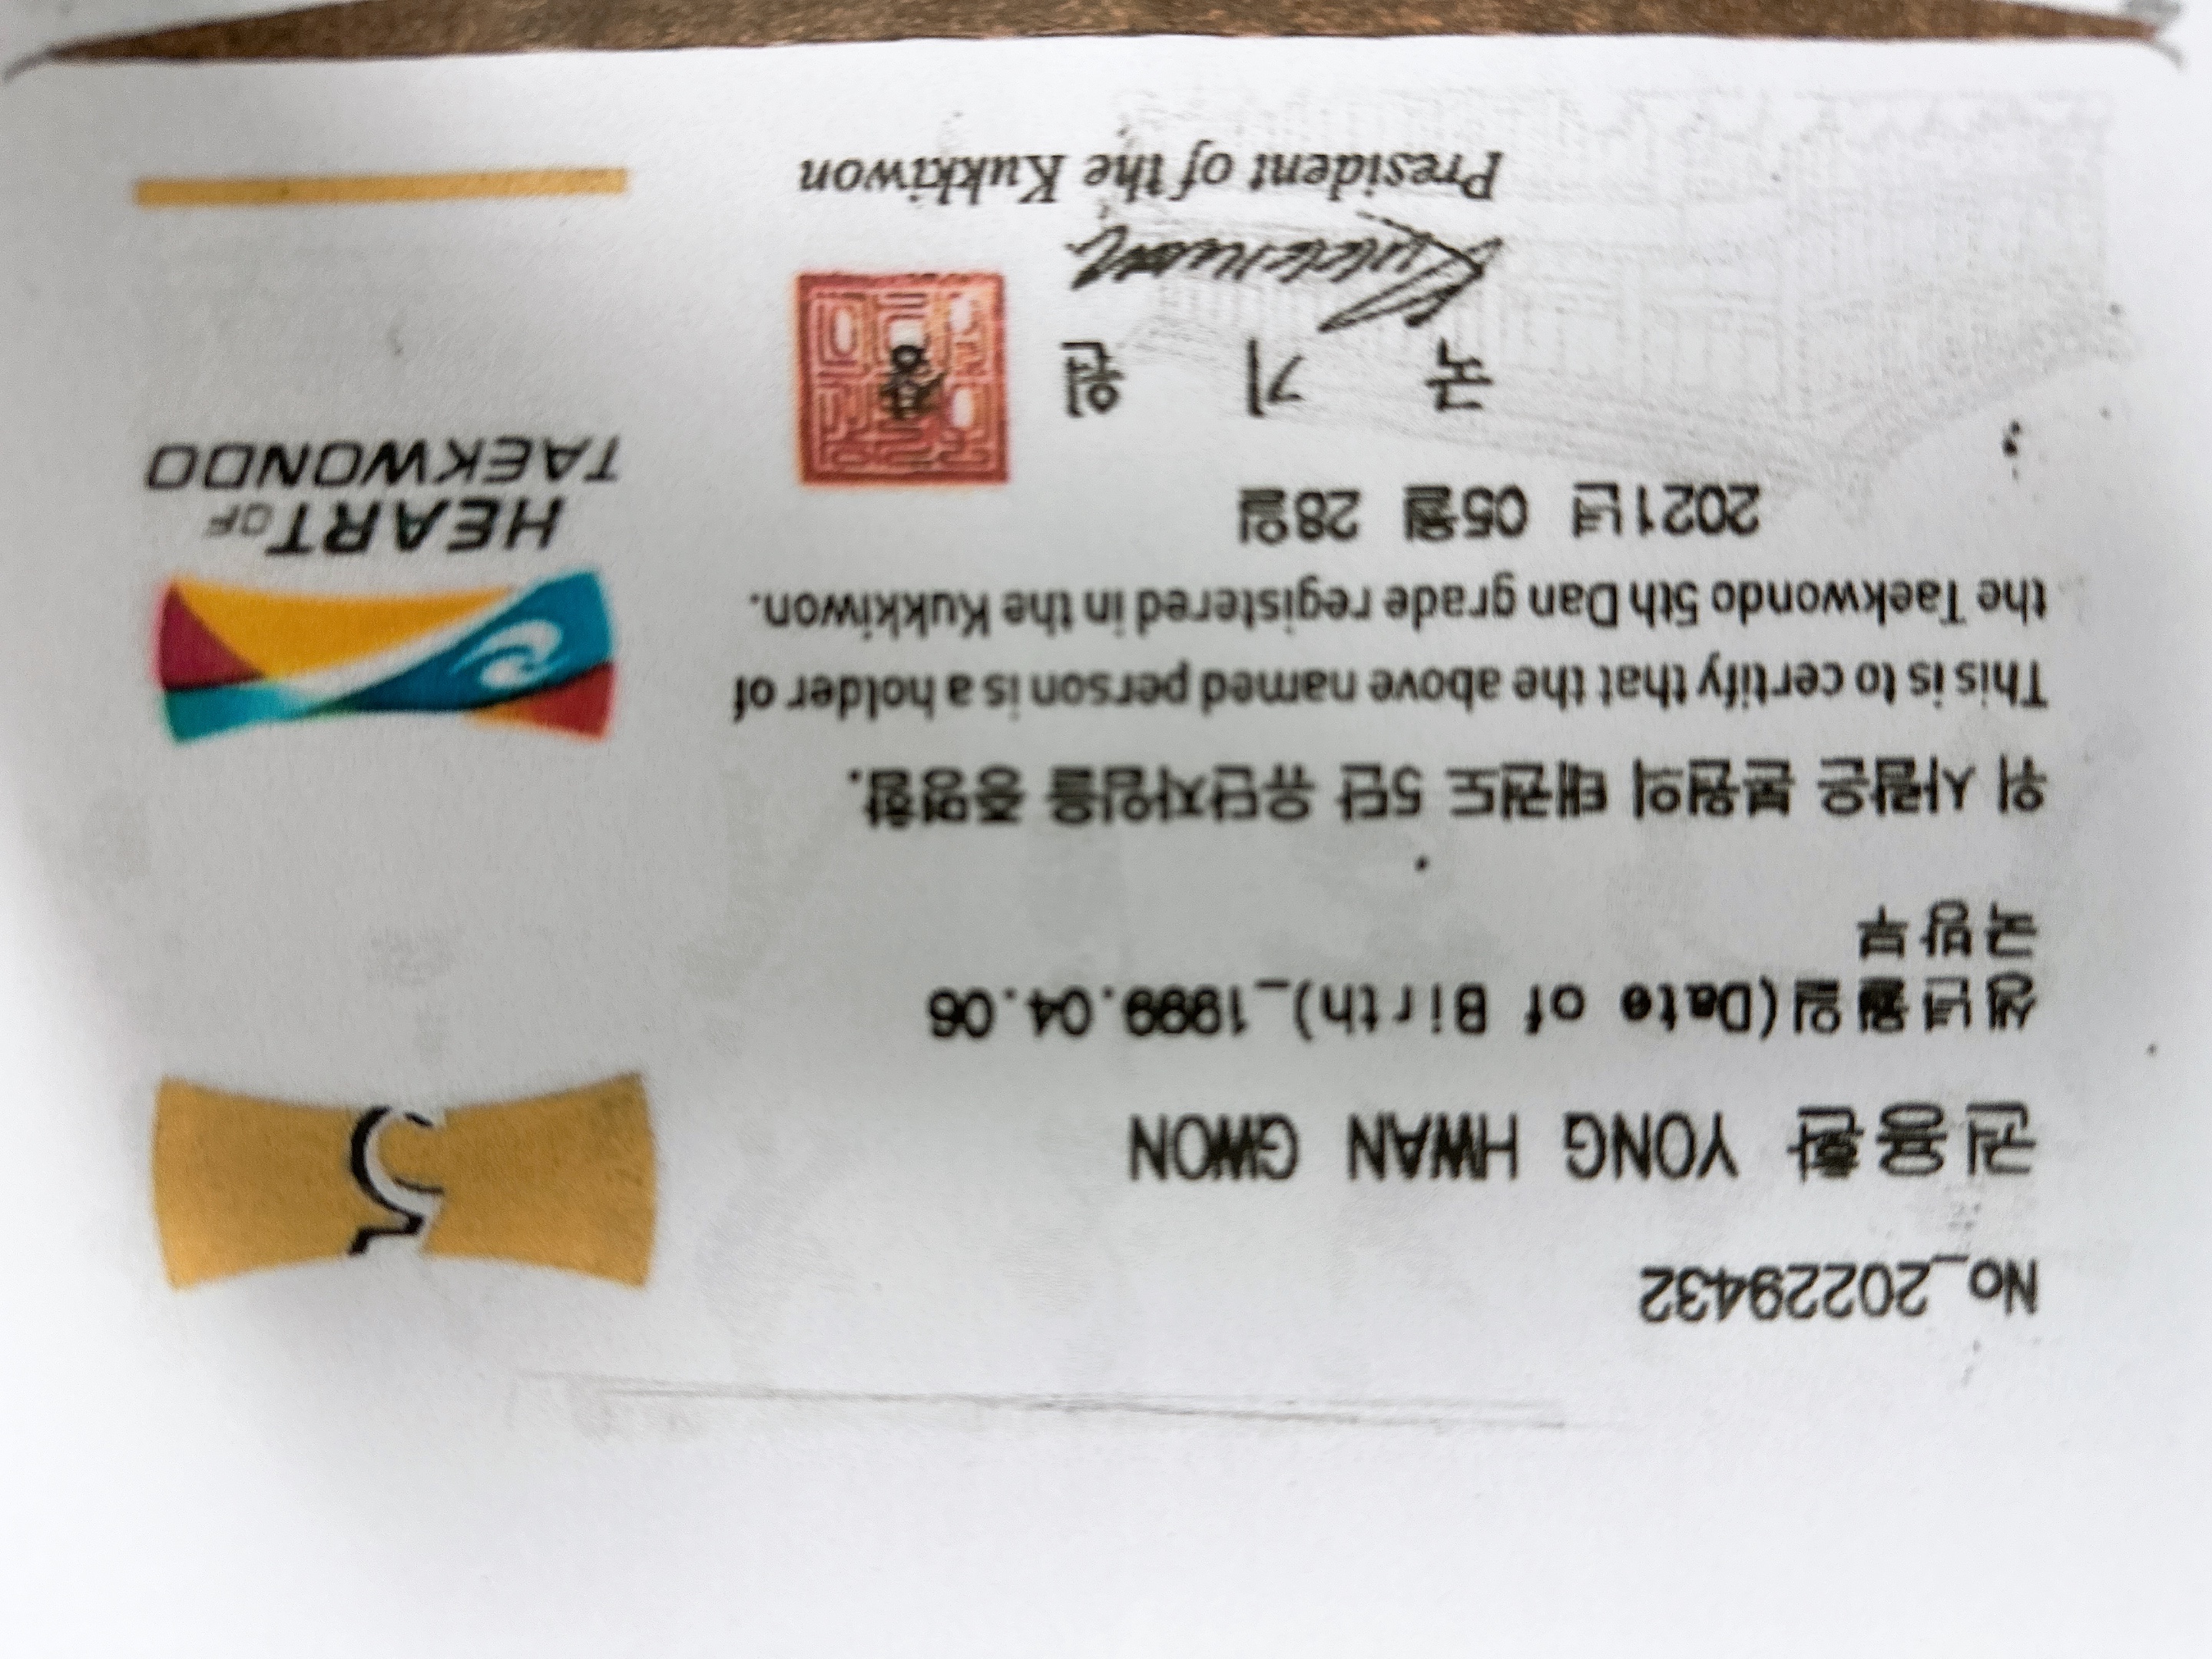 No_20229432
권용환 YONG HWAN GWON
생년월일(Date of Birth)_1999.04.06
국방부
위 사람은 본원의 태권도 5단 유단자임을 증명함.
This is to certify that the above named person is a holder of
the Taekwondo 5th Dan grade registered in the Kukkiwon.
2021년 05월 28일
국 기 원
President of the Kukkiwon
5
HEART OF
TAEKWONDO